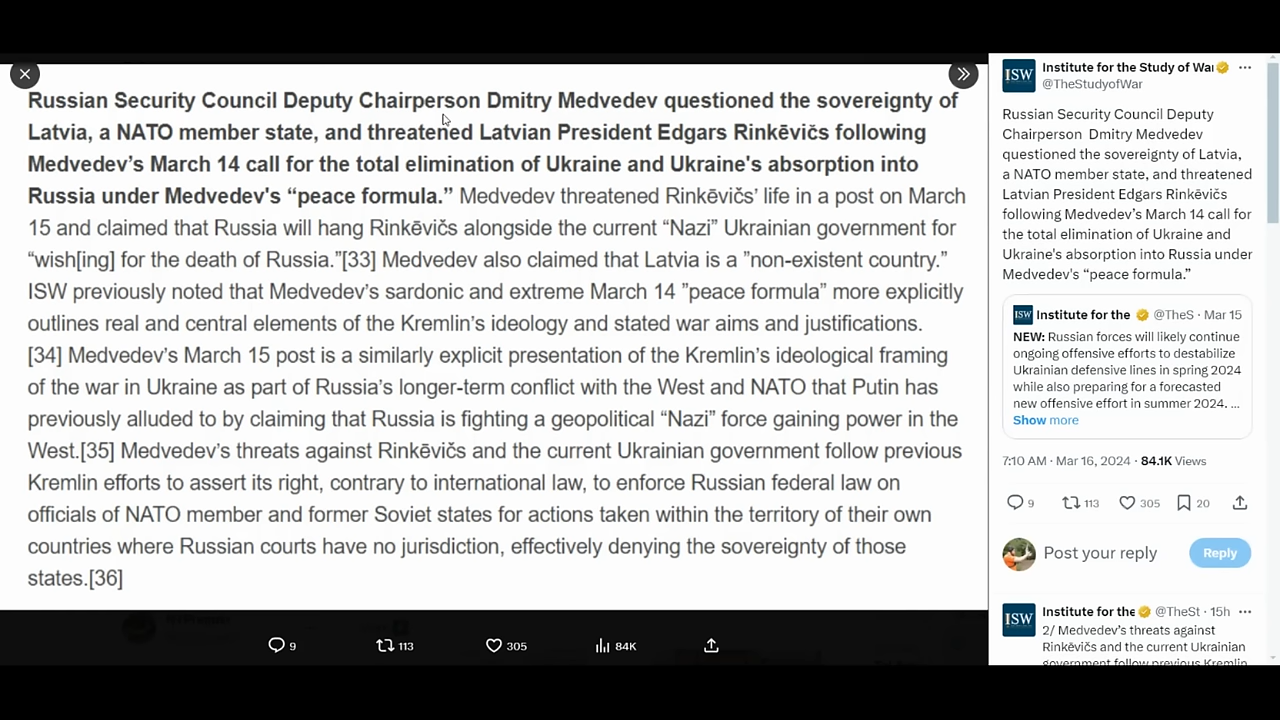 Russian Security Council Deputy Chairperson Dmitry Medvedev questioned the sovereignty of
Latvia, a NATO member state, and threatened Latvian President Edgars Rinkēvičs following
Medvedev’s March 14 call for the total elimination of Ukraine and Ukraine's absorption into
Russia under Medvedev's “peace formula.” Medvedev threatened Rinkēvičs’ life in a post on March
15 and claimed that Russia will hang Rinkēvičs alongside the current “Nazi” Ukrainian government for
“wish[ing] for the death of Russia.”[33] Medvedev also claimed that Latvia is a ”non-existent country.”
ISW previously noted that Medvedev’s sardonic and extreme March 14 ”peace formula” more explicitly
outlines real and central elements of the Kremlin’s ideology and stated war aims and justifications.
[34] Medvedev’s March 15 post is a similarly explicit presentation of the Kremlin’s ideological framing
of the war in Ukraine as part of Russia’s longer-term conflict with the West and NATO that Putin has
previously alluded to by claiming that Russia is fighting a geopolitical “Nazi” force gaining power in the
West.[35] Medvedev’s threats against Rinkēvičs and the current Ukrainian government follow previous
Kremlin efforts to assert its right, contrary to international law, to enforce Russian federal law on
officials of NATO member and former Soviet states for actions taken within the territory of their own
countries where Russian courts have no jurisdiction, effectively denying the sovereignty of those
states.[36]
9 113 305 84K
ISW Institute for the Study of War
@TheStudyofWar
Russian Security Council Deputy
Chairperson Dmitry Medvedev
questioned the sovereignty of Latvia,
a NATO member state, and threatened
Latvian President Edgars Rinkēvičs
following Medvedev’s March 14 call for
the total elimination of Ukraine and
Ukraine's absorption into Russia under
Medvedev's “peace formula.”
ISW Institute for the @TheS · Mar 15
NEW: Russian forces will likely continue
ongoing offensive efforts to destabilize
Ukrainian defensive lines in spring 2024
while also preparing for a forecasted
new offensive effort in summer 2024. ...
Show more
7:10 AM · Mar 16, 2024 · 84.1K Views
9 113 305 20
Post your reply Reply
ISW Institute for the @TheSt · 15h
2/ Medvedev’s threats against
Rinkēvičs and the current Ukrainian
government follow previous Kremlin